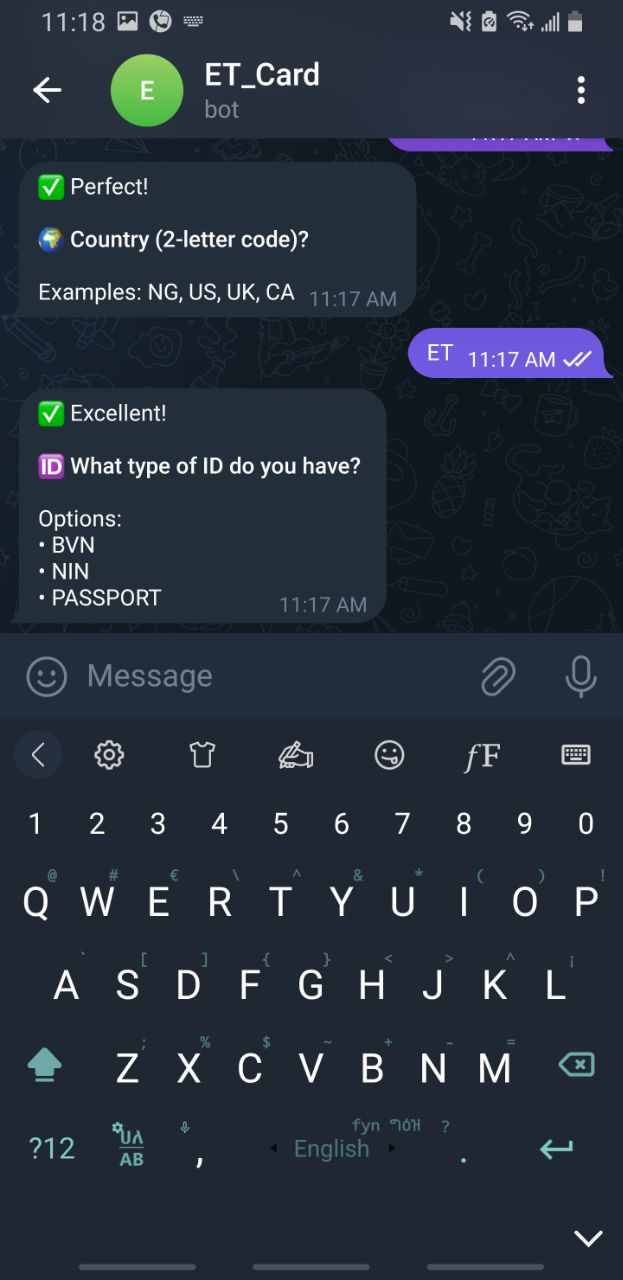 11:18
E
ET_Card
bot
✅ Perfect!
🌍 Country (2-letter code)?
Examples: NG, US, UK, CA 11:17 AM
ET 11:17 AM
✅ Excellent!
🆔 What type of ID do you have?
Options:
• BVN
• NIN
• PASSPORT 11:17 AM
Message
fF
1 2 3 4 5 6 7 8 9 0
@ # € \ ^ & * ( ) !
Q W E R T Y U I O P
` [ ] { } < > ^ ¡
A S D F G H J K L
; % $ ~ + - =
Z X C V B N M
?12 AB , English .